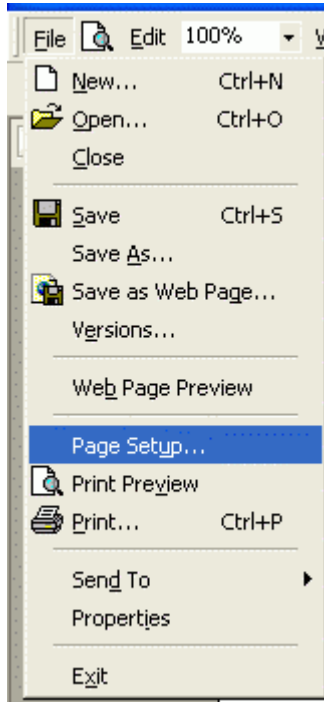 File Edit 100%
New... Ctrl+N
Open... Ctrl+O
Close
Save Ctrl+S
Save As...
Save as Web Page...
Versions...
Web Page Preview
Page Setup...
Print Preview
Print... Ctrl+P
Send To
Properties
Exit